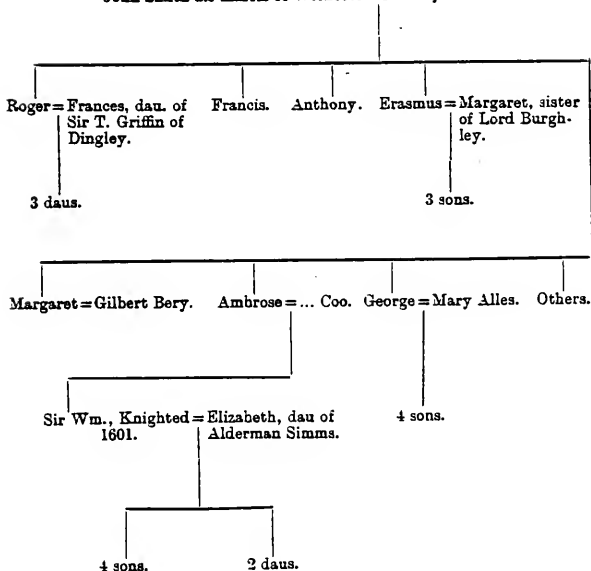 Roger = Frances, dau. of Francis. Anthony. Erasmus = Margaret, sister
Sir T. Griffin of of Lord Burgh-
Dingley. ley.
3 daus. 3 sons.
Margaret = Gilbert Bery. Ambrose = ... Coo. George = Mary Alles. Others.
Sir Wm., Knighted = Elizabeth, dau of 4 sons.
1601. Alderman Simms.
4 sons. 2 daus.